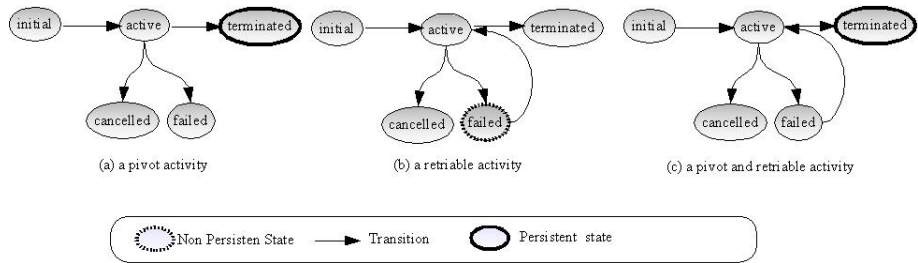 initial active terminated
cancelled failed
(a) a pivot activity
initial active terminated
cancelled failed
(b) a retriable activity
initial active terminated
cancelled failed
(c) a pivot and retriable activity
Non Persisten State Transition Persistent state